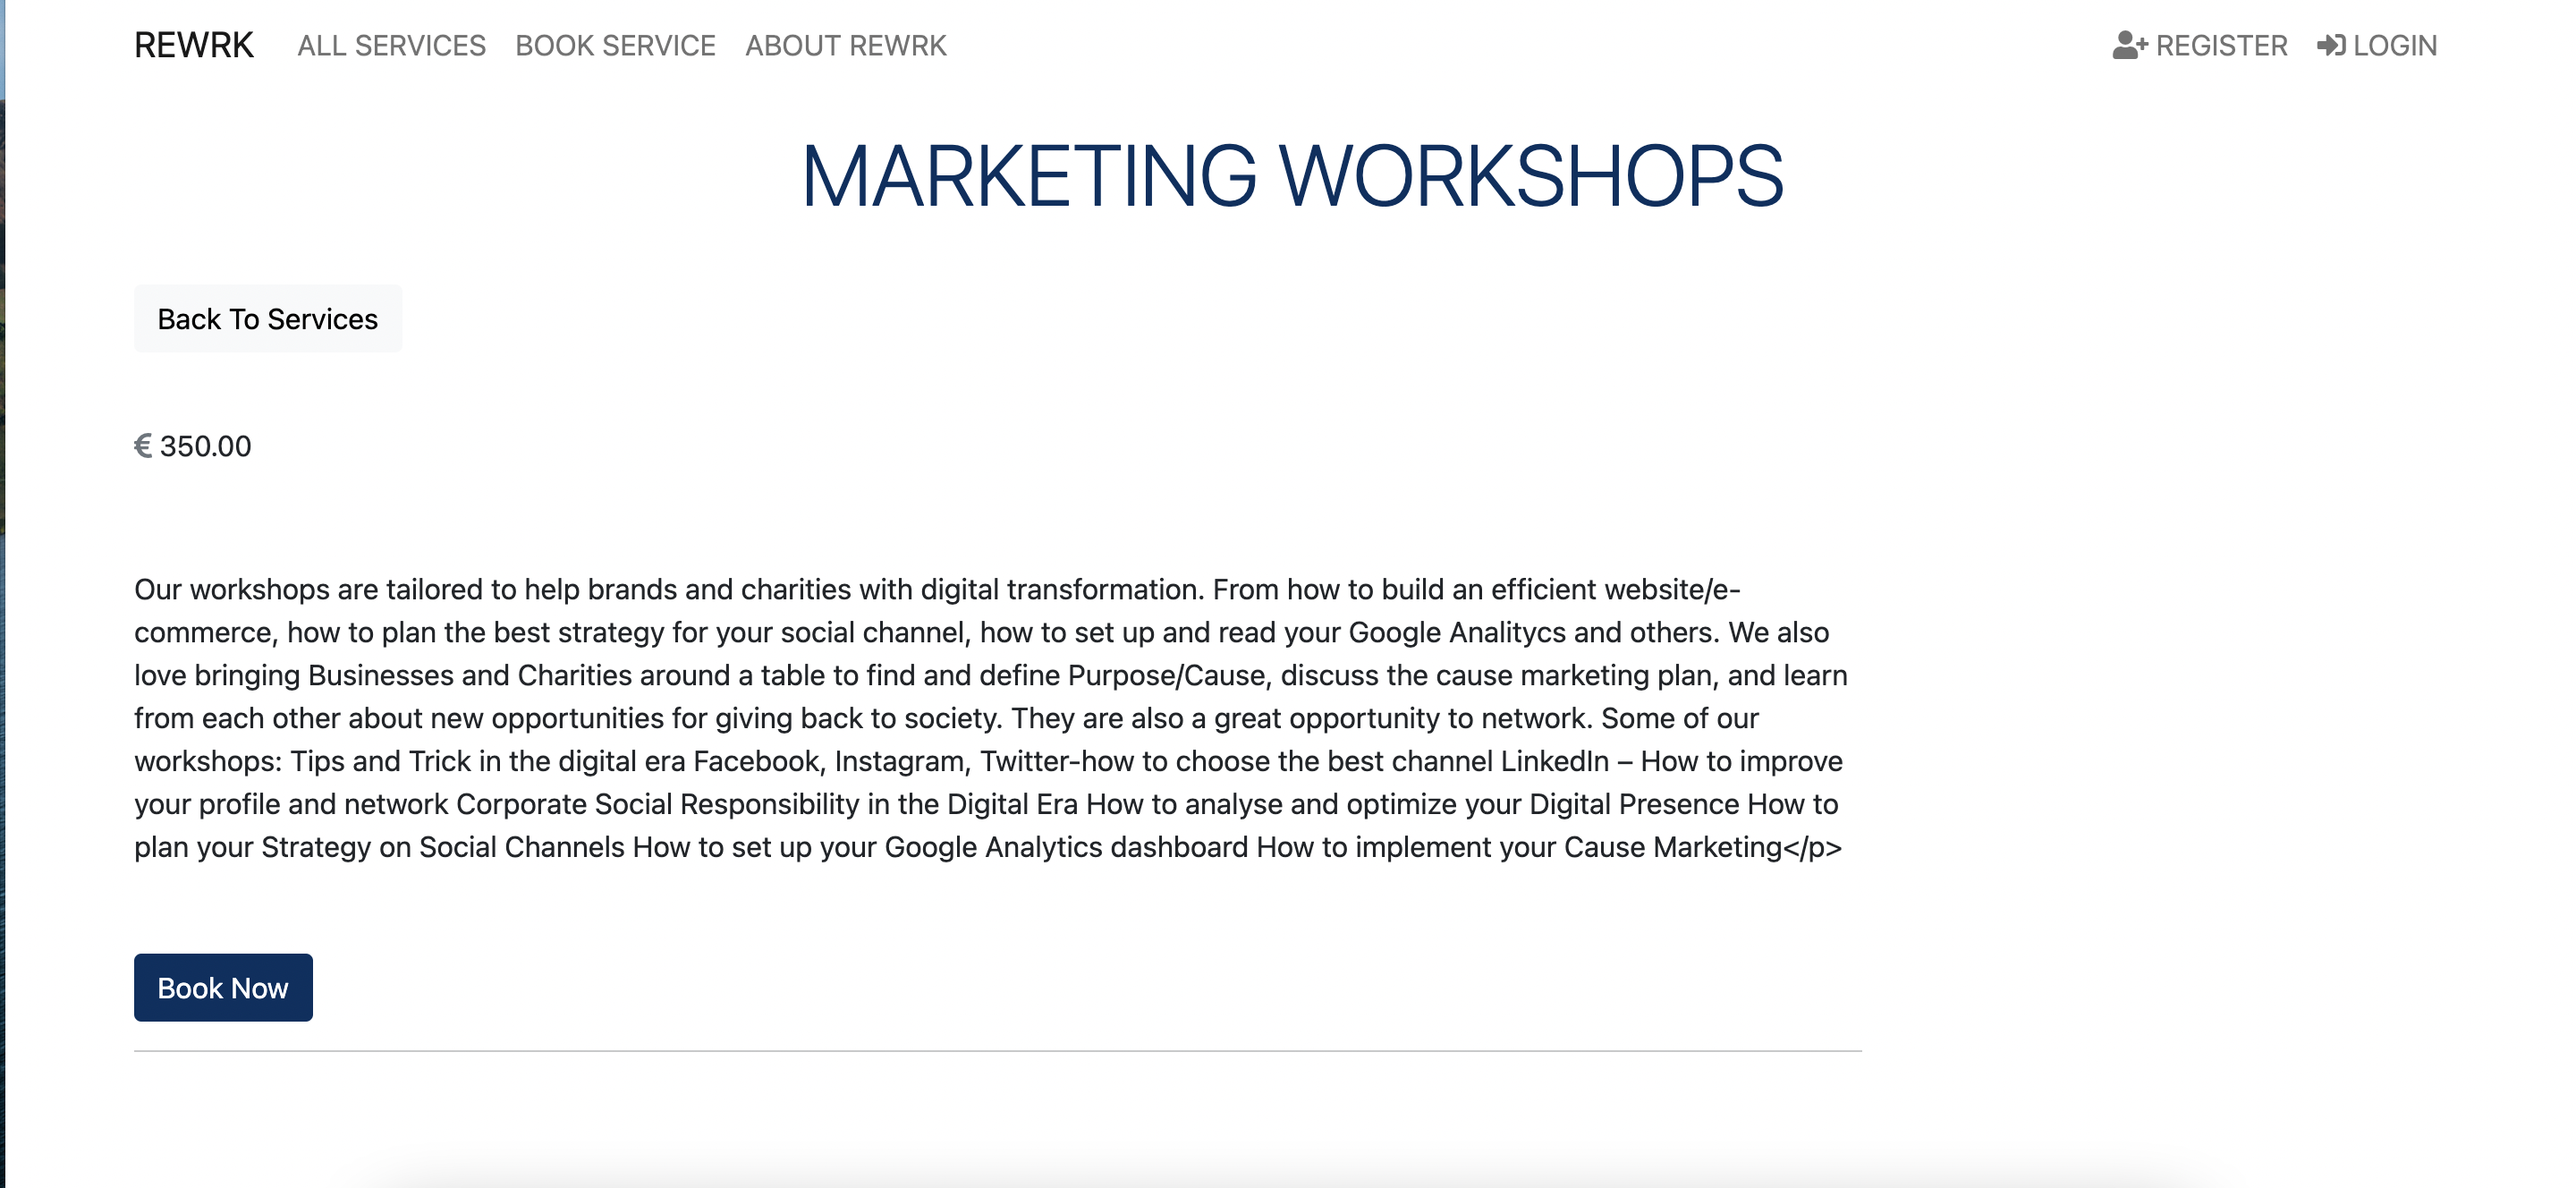 REWRK ALL SERVICES BOOK SERVICE ABOUT REWRK REGISTER LOGIN
MARKETING WORKSHOPS
Back To Services
€ 350.00
Our workshops are tailored to help brands and charities with digital transformation. From how to build an efficient website/e-
commerce, how to plan the best strategy for your social channel, how to set up and read your Google Analitycs and others. We also
love bringing Businesses and Charities around a table to find and define Purpose/Cause, discuss the cause marketing plan, and learn
from each other about new opportunities for giving back to society. They are also a great opportunity to network. Some of our
workshops: Tips and Trick in the digital era Facebook, Instagram, Twitter-how to choose the best channel LinkedIn – How to improve
your profile and network Corporate Social Responsibility in the Digital Era How to analyse and optimize your Digital Presence How to
plan your Strategy on Social Channels How to set up your Google Analytics dashboard How to implement your Cause Marketing</p>
Book Now